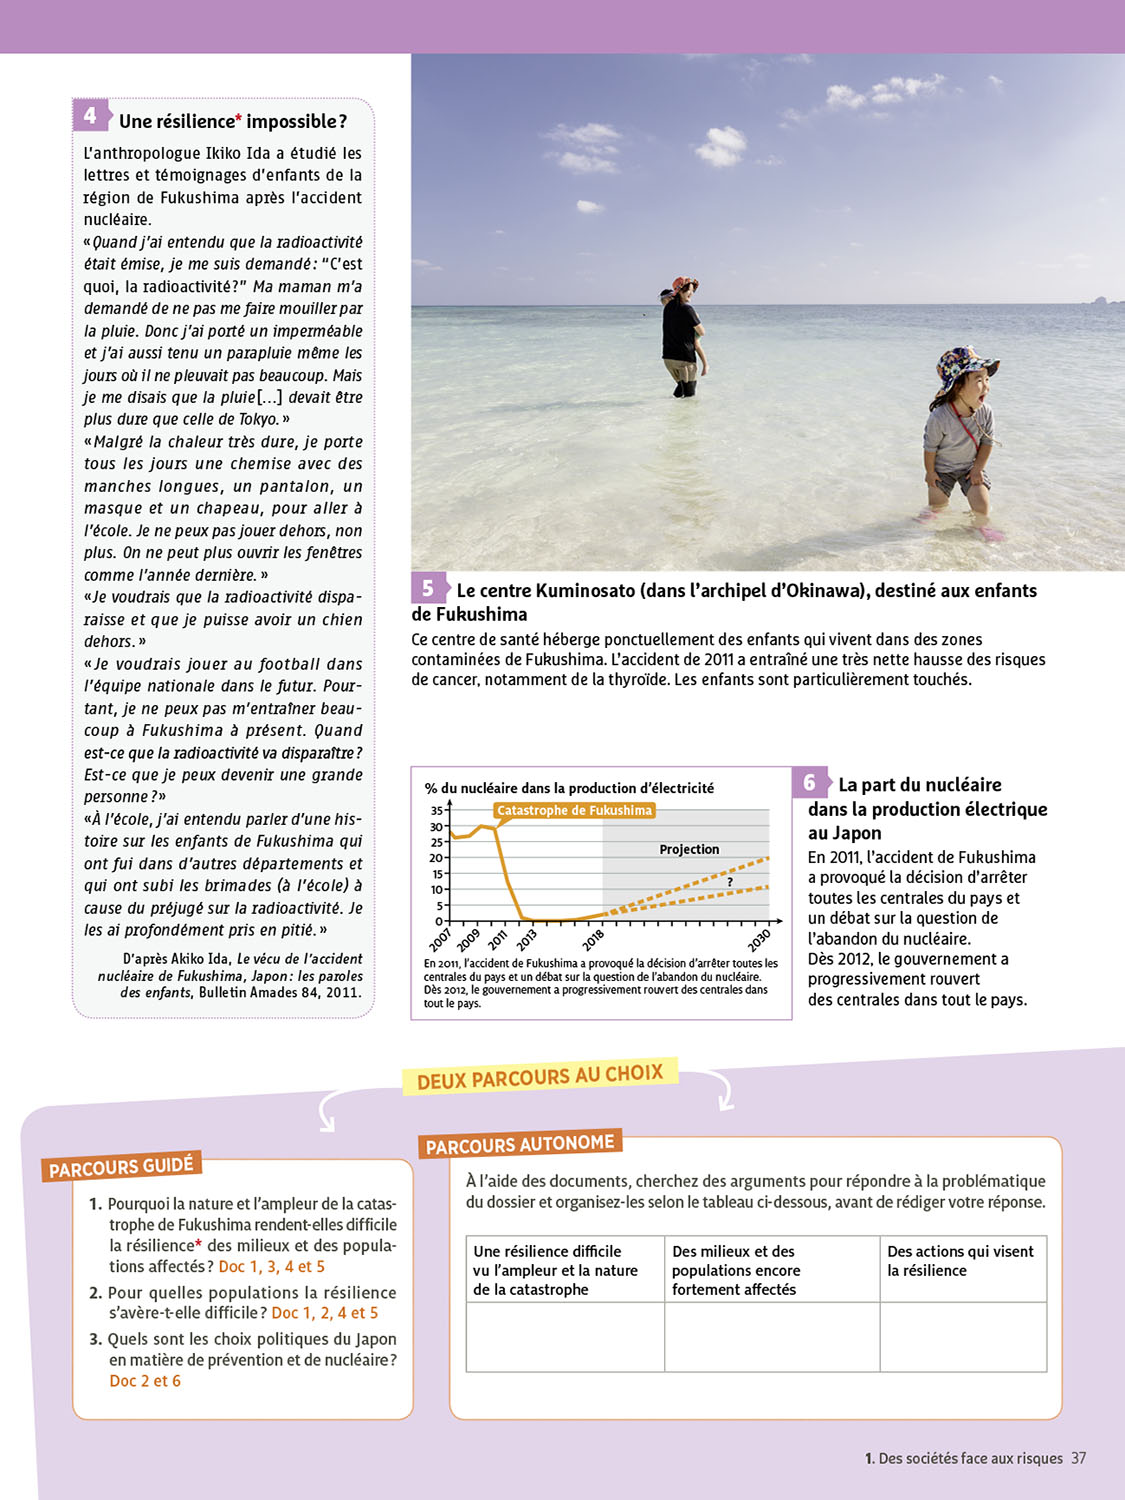 4 Une résilience* impossible ?
L'anthropologue Ikiko Ida a étudié les
lettres et témoignages d'enfants de la
région de Fukushima après l'accident
nucléaire.
« Quand j'ai entendu que la radioactivité
était émise, je me suis demandé : "C'est
quoi, la radioactivité ?" Ma maman m'a
demandé de ne pas me faire mouiller par
la pluie. Donc j'ai porté un imperméable
et j'ai aussi tenu un parapluie même les
jours où il ne pleuvait pas beaucoup. Mais
je me disais que la pluie [...] devait être
plus dure que celle de Tokyo. »
« Malgré la chaleur très dure, je porte
tous les jours une chemise avec des
manches longues, un pantalon, un
masque et un chapeau, pour aller à
l'école. Je ne peux pas jouer dehors, non
plus. On ne peut plus ouvrir les fenêtres
comme l'année dernière. »
« Je voudrais que la radioactivité dispa-
raisse et que je puisse avoir un chien
dehors. »
« Je voudrais jouer au football dans
l'équipe nationale dans le futur. Pour-
tant, je ne peux pas m'entraîner beau-
coup à Fukushima à présent. Quand
est-ce que la radioactivité va disparaître ?
Est-ce que je peux devenir une grande
personne ? »
« À l'école, j'ai entendu parler d'une his-
toire sur les enfants de Fukushima qui
ont fui dans d'autres départements et
qui ont subi les brimades (à l'école) à
cause du préjugé sur la radioactivité. Je
les ai profondément pris en pitié. »
D'après Akiko Ida, Le vécu de l'accident
nucléaire de Fukushima, Japon : les paroles
des enfants, Bulletin Amades 84, 2011.
5 Le centre Kuminosato (dans l'archipel d'Okinawa), destiné aux enfants
de Fukushima
Ce centre de santé héberge ponctuellement des enfants qui vivent dans des zones
contaminées de Fukushima. L'accident de 2011 a entraîné une très nette hausse des risques
de cancer, notamment de la thyroïde. Les enfants sont particulièrement touchés.
% du nucléaire dans la production d'électricité
35
30
25
20
15
10
5
0
Catastrophe de Fukushima
Projection
?
2007 2009 2011 2013 2018 2030
En 2011, l'accident de Fukushima a provoqué la décision d'arrêter toutes les
centrales du pays et un débat sur la question de l'abandon du nucléaire.
Dès 2012, le gouvernement a progressivement rouvert des centrales dans
tout le pays.
6 La part du nucléaire
dans la production électrique
au Japon
En 2011, l'accident de Fukushima
a provoqué la décision d'arrêter
toutes les centrales du pays et
un débat sur la question de
l'abandon du nucléaire.
Dès 2012, le gouvernement a
progressivement rouvert
des centrales dans tout le pays.
DEUX PARCOURS AU CHOIX
PARCOURS GUIDÉ
1. Pourquoi la nature et l'ampleur de la catas-
trophe de Fukushima rendent-elles difficile
la résilience* des milieux et des popula-
tions affectés ? Doc 1, 3, 4 et 5
2. Pour quelles populations la résilience
s'avère-t-elle difficile ? Doc 1, 2, 4 et 5
3. Quels sont les choix politiques du Japon
en matière de prévention et de nucléaire ?
Doc 2 et 6
PARCOURS AUTONOME
À l'aide des documents, cherchez des arguments pour répondre à la problématique
du dossier et organisez-les selon le tableau ci-dessous, avant de rédiger votre réponse.
Une résilience difficile
vu l'ampleur et la nature
de la catastrophe
Des milieux et des
populations encore
fortement affectés
Des actions qui visent
la résilience
1. Des sociétés face aux risques 37